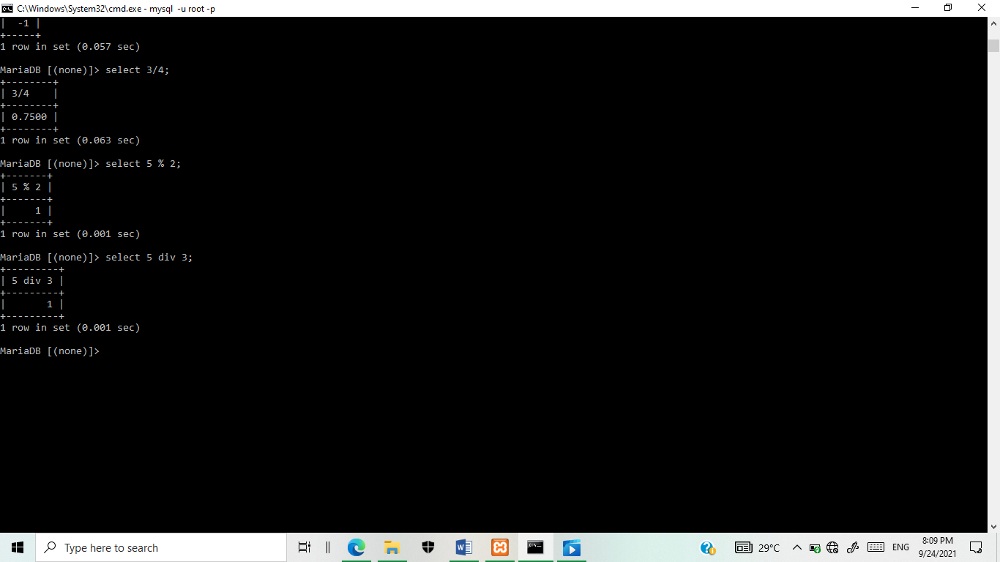 C:\Windows\System32\cmd.exe - mysql  -u root -p
|  -1 |
+-----+
1 row in set (0.057 sec)
MariaDB [(none)]> select 3/4;
+--------+
| 3/4    |
+--------+
| 0.7500 |
+--------+
1 row in set (0.063 sec)
MariaDB [(none)]> select 5 % 2;
+-------+
| 5 % 2 |
+-------+
|     1 |
+-------+
1 row in set (0.001 sec)
MariaDB [(none)]> select 5 div 3;
+---------+
| 5 div 3 |
+---------+
|       1 |
+---------+
1 row in set (0.001 sec)
MariaDB [(none)]>
Type here to search
29°C
ENG
8:09 PM
9/24/2021